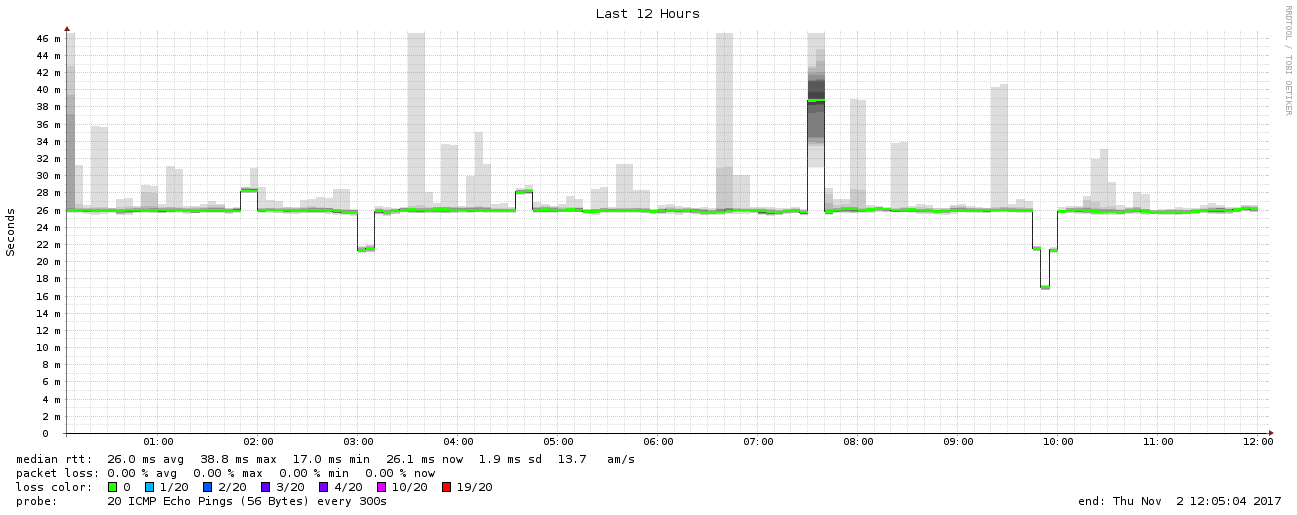 Last 12 Hours
RRDTOOL / TOBI OETIKER
Seconds
46 m
44 m
42 m
40 m
38 m
36 m
34 m
32 m
30 m
28 m
26 m
24 m
22 m
20 m
18 m
16 m
14 m
12 m
10 m
8 m
6 m
4 m
2 m
0
01:00 02:00 03:00 04:00 05:00 06:00 07:00 08:00 09:00 10:00 11:00 12:00
median rtt: 26.0 ms avg 38.8 ms max 17.0 ms min 26.1 ms now 1.9 ms sd 13.7 am/s
packet loss: 0.00 % avg 0.00 % max 0.00 % min 0.00 % now
loss color: 0 1/20 2/20 3/20 4/20 10/20 19/20
probe: 20 ICMP Echo Pings (56 Bytes) every 300s end: Thu Nov 2 12:05:04 2017